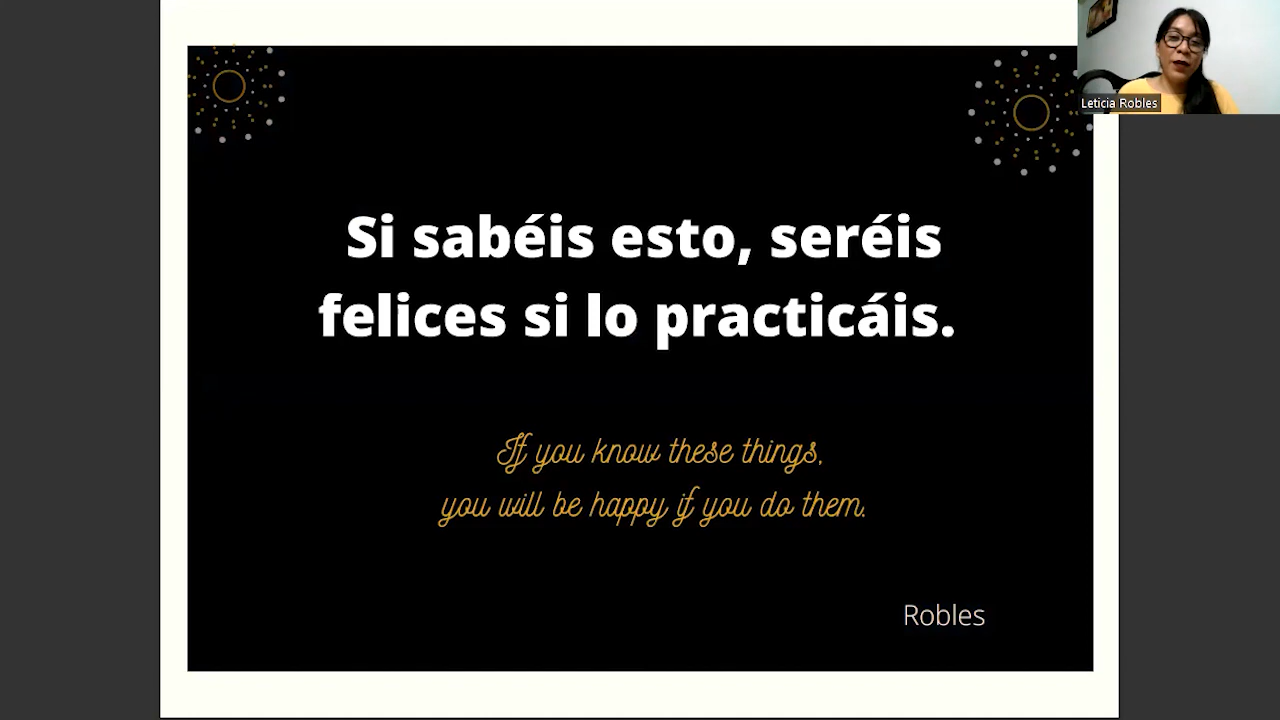 Leticia Robles
Si sabéis esto, seréis
felices si lo practicáis.
If you know these things,
you will be happy if you do them.
Robles